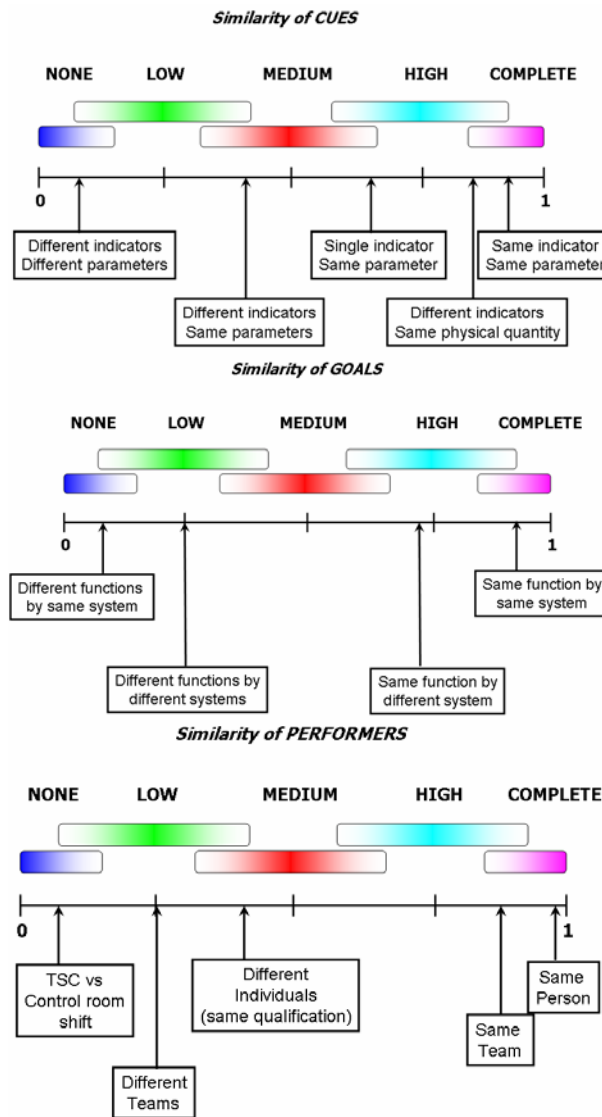 Similarity of CUES
NONE LOW MEDIUM HIGH COMPLETE
0 1
Different indicators
Different parameters
Single indicator
Same parameter
Same indicator
Same parameter
Different indicators
Same parameters
Different indicators
Same physical quantity
Similarity of GOALS
NONE LOW MEDIUM HIGH COMPLETE
0 1
Different functions
by same system
Same function by
same system
Different functions by
different systems
Same function by
different system
Similarity of PERFORMERS
NONE LOW MEDIUM HIGH COMPLETE
0 1
TSC vs
Control room
shift
Different
Individuals
(same qualification)
Same
Person
Same
Team
Different
Teams